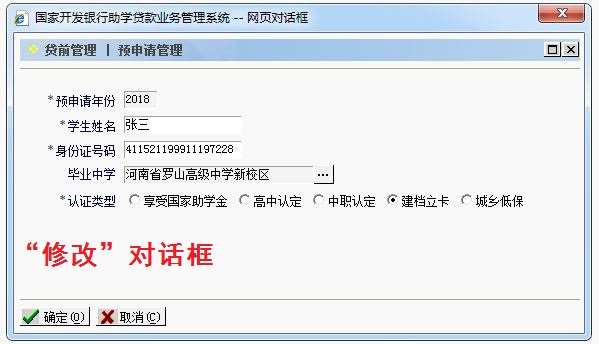 国家开发银行助学贷款业务管理系统 -- 网页对话框
贷前管理 | 预申请管理
*预申请年份 2018
*学生姓名 张三
*身份证号码 411521199911197228
毕业中学 河南省罗山高级中学新校区 ...
*认证类型 享受国家助学金 高中认定 中职认定 建档立卡 城乡低保
“修改”对话框
确定(O) 取消(C)